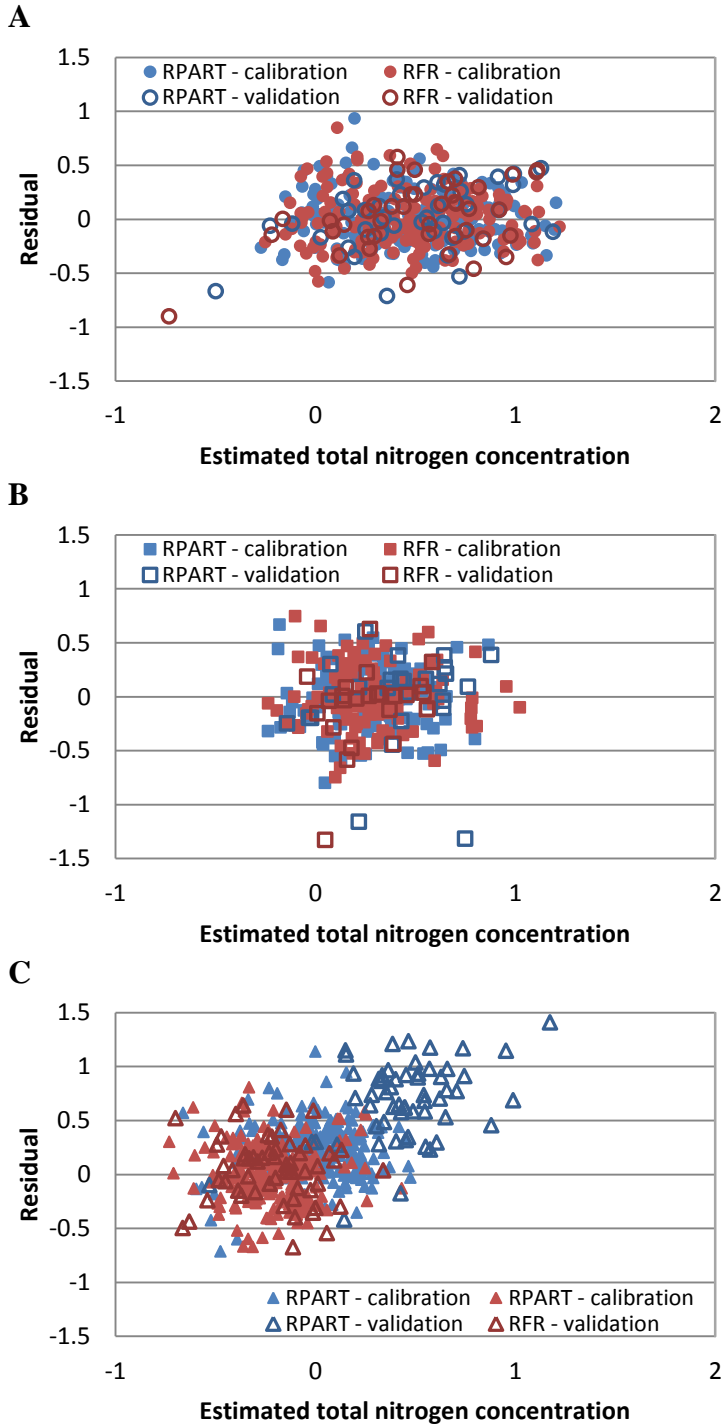 A
1.5
RPART - calibration RFR - calibration
1 RPART - validation RFR - validation
0.5
0
-0.5
-1
-1.5
Residual
-1 0 1 2
Estimated total nitrogen concentration
B
1.5
RPART - calibration RFR - calibration
1 RPART - validation RFR - validation
0.5
0
-0.5
-1
-1.5
Residual
-1 0 1 2
Estimated total nitrogen concentration
C
1.5
1
0.5
0
-0.5
-1
-1.5
Residual
RPART - calibration RPART - calibration
RPART - validation RFR - validation
-1 0 1 2
Estimated total nitrogen concentration